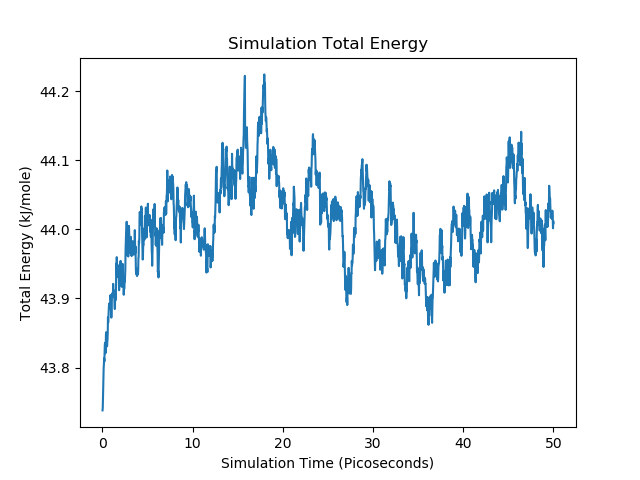 Simulation Total Energy
Total Energy (kJ/mole)
44.2
44.1
44.0
43.9
43.8
0 10 20 30 40 50
Simulation Time (Picoseconds)